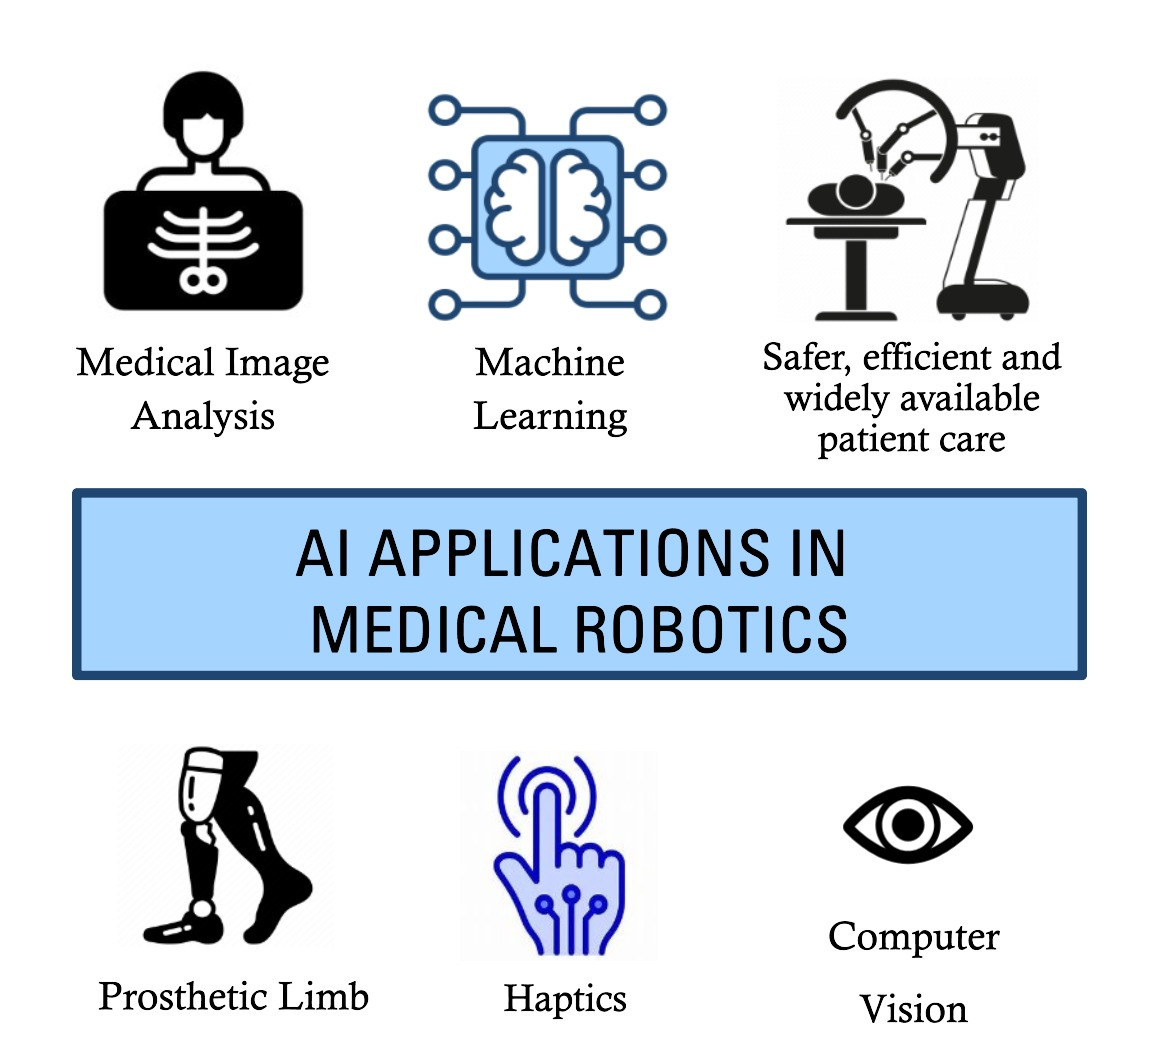 Medical Image
Analysis
Machine
Learning
Safer, efficient and
widely available
patient care
AI APPLICATIONS IN
MEDICAL ROBOTICS
Prosthetic Limb
Haptics
Computer
Vision